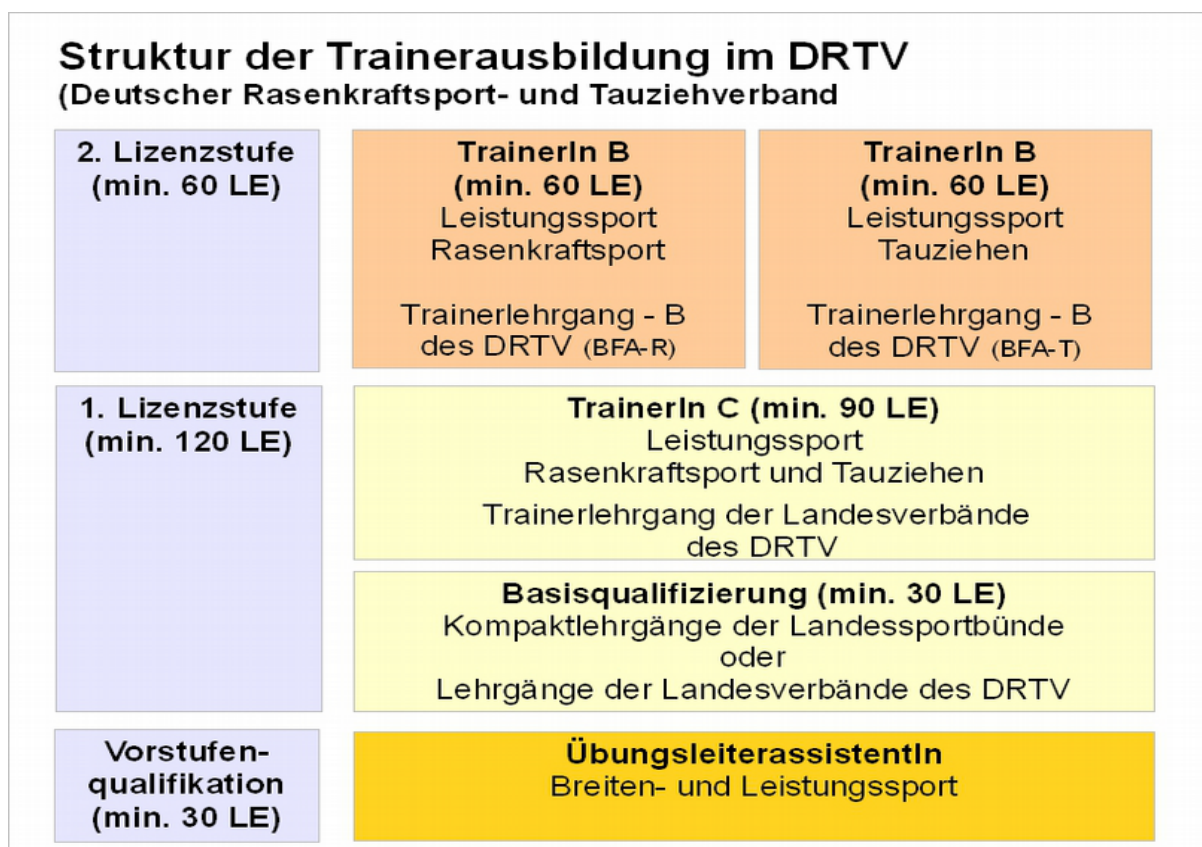 Struktur der Trainerausbildung im DRTV
(Deutscher Rasenkraftsport- und Tauziehverband
2. Lizenzstufe
(min. 60 LE)
TrainerIn B
(min. 60 LE)
Leistungssport
Rasenkraftsport
Trainerlehrgang - B
des DRTV (BFA-R)
TrainerIn B
(min. 60 LE)
Leistungssport
Tauziehen
Trainerlehrgang - B
des DRTV (BFA-T)
1. Lizenzstufe
(min. 120 LE)
TrainerIn C (min. 90 LE)
Leistungssport
Rasenkraftsport und Tauziehen
Trainerlehrgang der Landesverbände
des DRTV
Basisqualifizierung (min. 30 LE)
Kompaktlehrgänge der Landessportbünde
oder
Lehrgänge der Landesverbände des DRTV
Vorstufen-
qualifikation
(min. 30 LE)
ÜbungsleiterassistentIn
Breiten- und Leistungssport